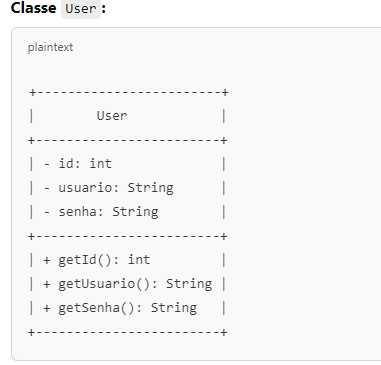 Classe User:
plaintext
+------------------------+
|        User            |
+------------------------+
| - id: int              |
| - usuario: String      |
| - senha: String        |
+------------------------+
| + getId(): int         |
| + getUsuario(): String |
| + getSenha(): String   |
+------------------------+